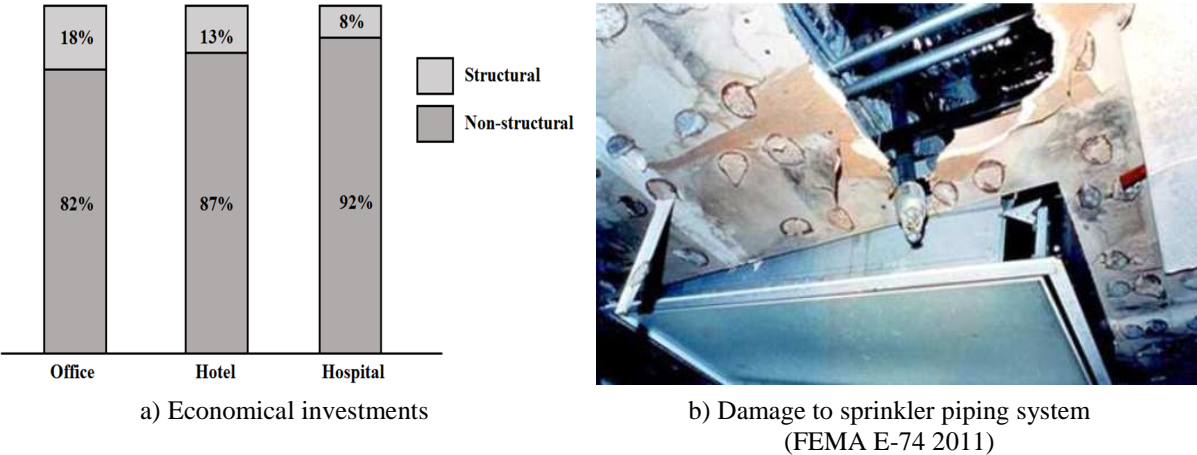 18%
13%
8%
Structural
Non-structural
82%
87%
92%
Office
Hotel
Hospital
a) Economical investments
b) Damage to sprinkler piping system
(FEMA E-74 2011)